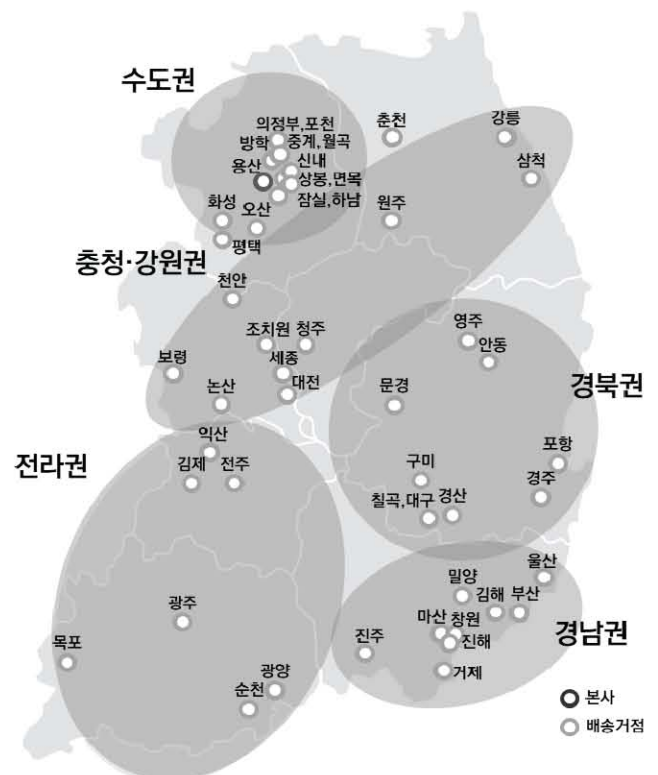 수도권
의정부,포천
방학
중계,월곡
용산
신내
상봉,면목
잠실,하남
화성
오산
평택
춘천
강릉
삼척
원주
충청·강원권
천안
조치원
청주
세종
보령
대전
논산
영주
안동
경북권
문경
포항
구미
경주
칠곡,대구
경산
전라권
익산
김제
전주
광주
목포
광양
순천
울산
밀양
김해
부산
마산
창원
경남권
진주
진해
거제
본사
배송거점